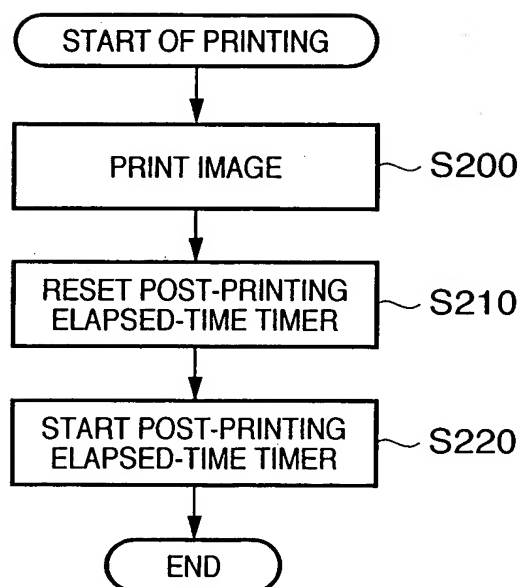 START OF PRINTING
PRINT IMAGE
S200
RESET POST-PRINTING
ELAPSED-TIME TIMER
S210
START POST-PRINTING
ELAPSED-TIME TIMER
S220
END